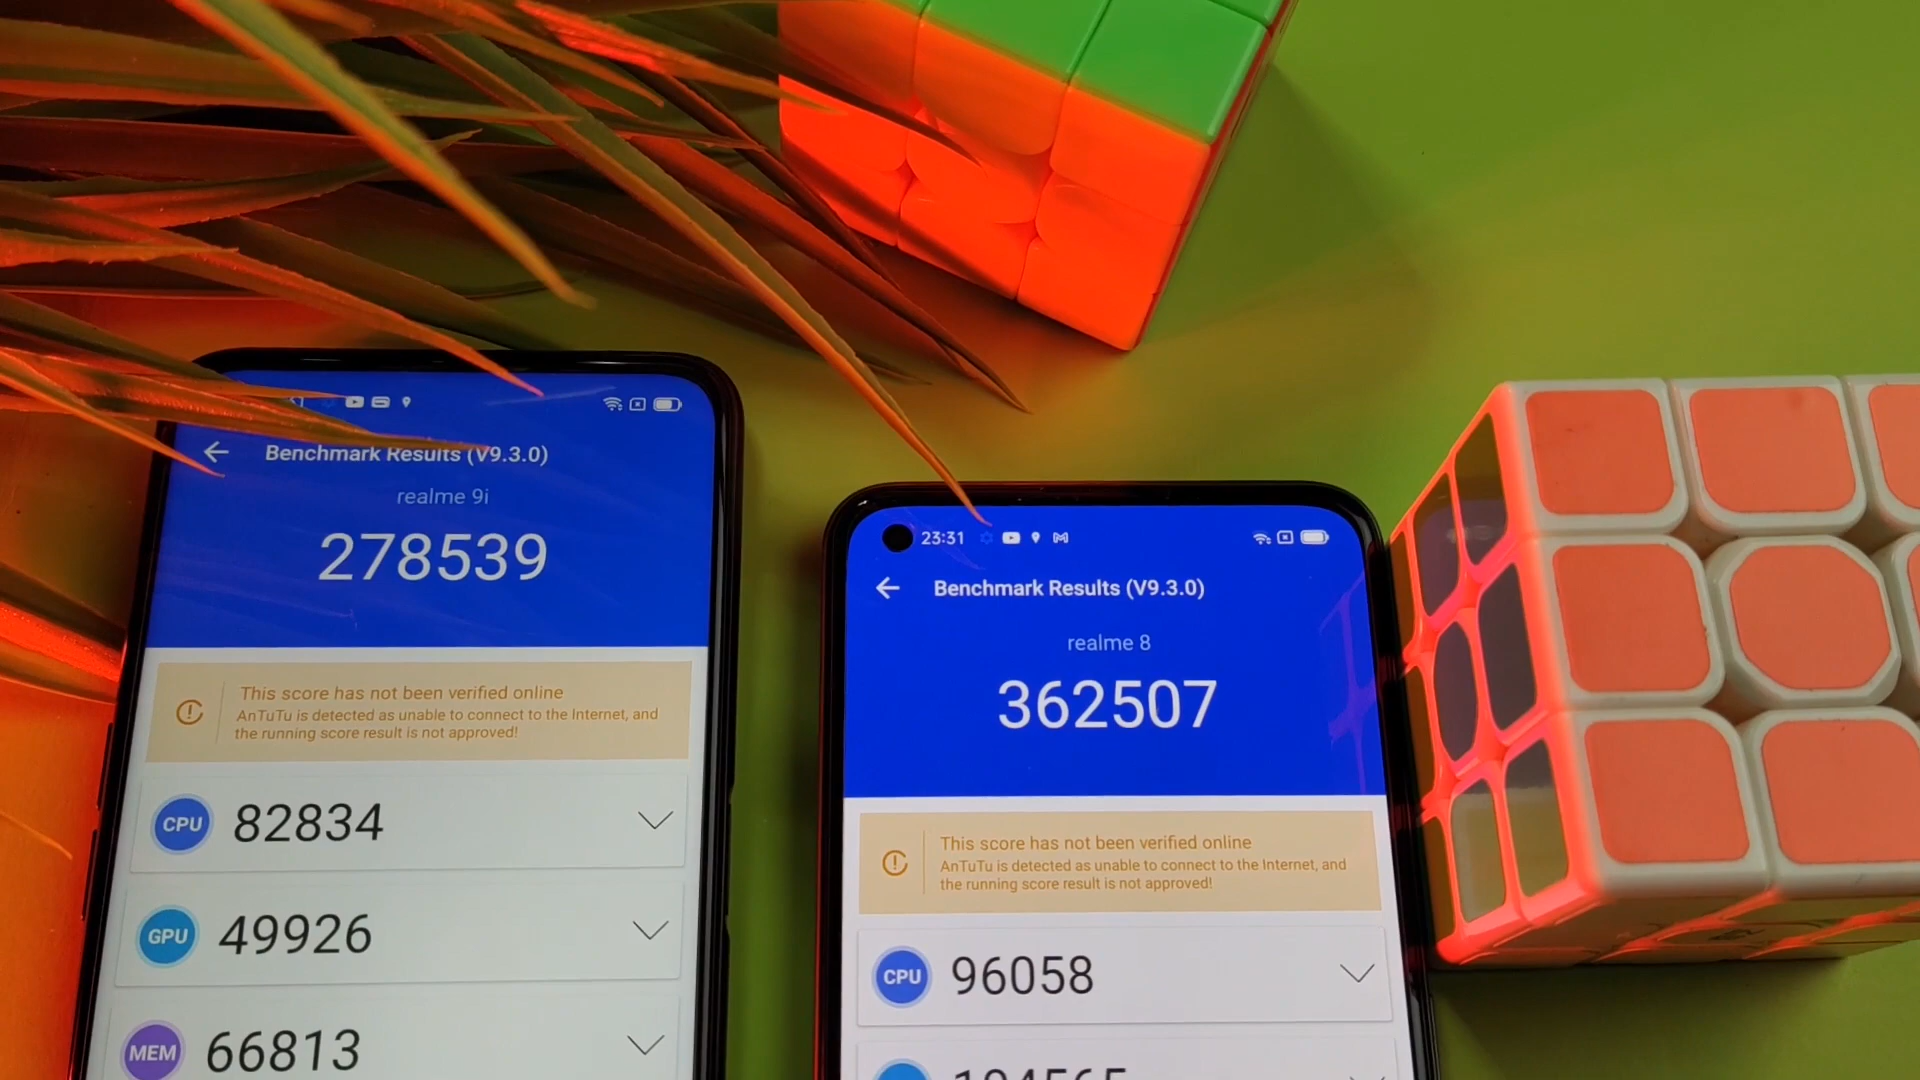 Benchmark Results (V9.3.0)
realme 9i
278539
This score has not been verified online
AnTuTu is detected as unable to connect to the Internet, and
the running score result is not approved!
CPU 82834
GPU 49926
MEM 66813
23:31
Benchmark Results (V9.3.0)
realme 8
362507
This score has not been verified online
AnTuTu is detected as unable to connect to the Internet, and
the running score result is not approved!
CPU 96058